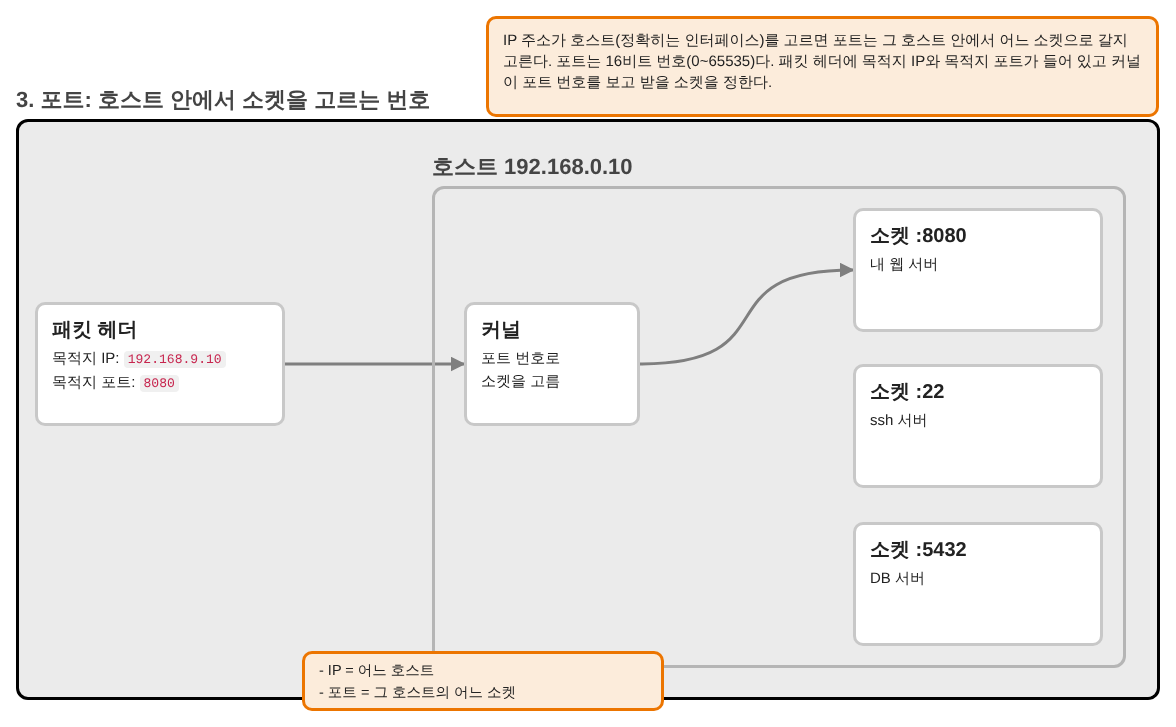 IP 주소가 호스트(정확히는 인터페이스)를 고르면 포트는 그 호스트 안에서 어느 소켓으로 갈지
고른다. 포트는 16비트 번호(0~65535)다. 패킷 헤더에 목적지 IP와 목적지 포트가 들어 있고 커널
이 포트 번호를 보고 받을 소켓을 정한다.
3. 포트: 호스트 안에서 소켓을 고르는 번호
호스트 192.168.0.10
패킷 헤더
목적지 IP: 192.168.9.10
목적지 포트: 8080
커널
포트 번호로
소켓을 고름
소켓 :8080
내 웹 서버
소켓 :22
ssh 서버
소켓 :5432
DB 서버
- IP = 어느 호스트
- 포트 = 그 호스트의 어느 소켓